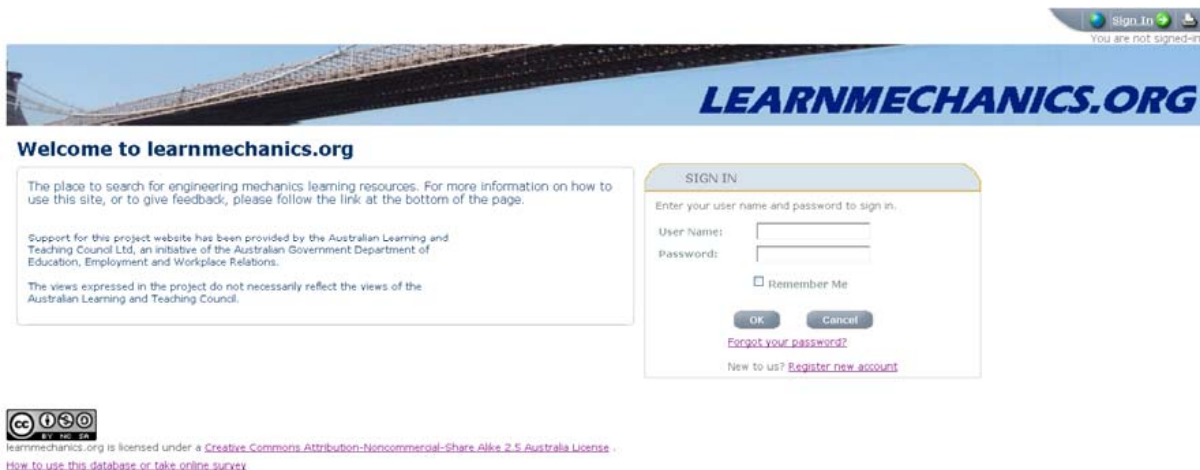 Sign In
You are not signed-in
LEARNMECHANICS.ORG
Welcome to learnmechanics.org
The place to search for engineering mechanics learning resources. For more information on how to
use this site, or to give feedback, please follow the link at the bottom of the page.
Support for this project website has been provided by the Australian Learning and
Teaching Council Ltd, an initiative of the Australian Government Department of
Education, Employment and Workplace Relations.
The views expressed in the project do not necessarily reflect the views of the
Australian Learning and Teaching Council.
SIGN IN
Enter your user name and password to sign in.
User Name:
Password:
Remember Me
OK Cancel
Forgot your password?
New to us? Register new account
cc
BY NC SA
learnmechanics.org is licensed under a Creative Commons Attribution-Noncommercial-Share Alike 2.5 Australia License .
How to use this database or take online survey